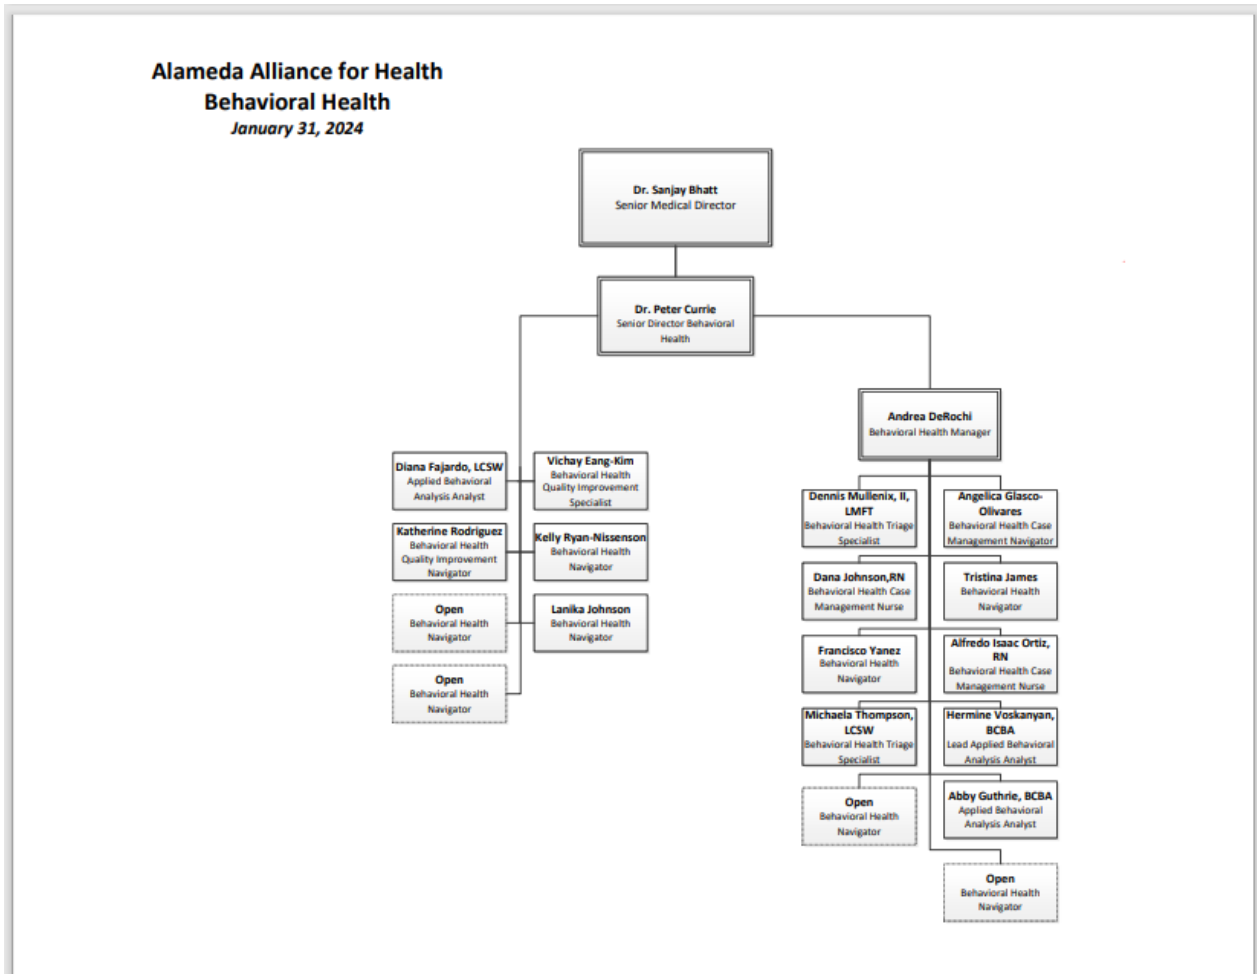 Alameda Alliance for Health
Behavioral Health
January 31, 2024
Dr. Sanjay Bhatt
Senior Medical Director
Dr. Peter Currie
Senior Director Behavioral
Health
Andrea DeRochi
Behavioral Health Manager
Diana Fajardo, LCSW
Applied Behavioral
Analysis Analyst
Vichay Eang-Kim
Behavioral Health
Quality Improvement
Specialist
Katherine Rodriguez
Behavioral Health
Quality Improvement
Navigator
Kelly Ryan-Nissenson
Behavioral Health
Navigator
Open
Behavioral Health
Navigator
Lanika Johnson
Behavioral Health
Navigator
Open
Behavioral Health
Navigator
Dennis Mullenix, II,
LMFT
Behavioral Health Triage
Specialist
Angelica Glasco-
Olivares
Behavioral Health Case
Management Navigator
Dana Johnson,RN
Behavioral Health Case
Management Nurse
Tristina James
Behavioral Health
Navigator
Francisco Yanez
Behavioral Health
Navigator
Alfredo Isaac Ortiz,
RN
Behavioral Health Case
Management Nurse
Michaela Thompson,
LCSW
Behavioral Health Triage
Specialist
Hermine Voskanyan,
BCBA
Lead Applied Behavioral
Analysis Analyst
Open
Behavioral Health
Navigator
Abby Guthrie, BCBA
Applied Behavioral
Analysis Analyst
Open
Behavioral Health
Navigator